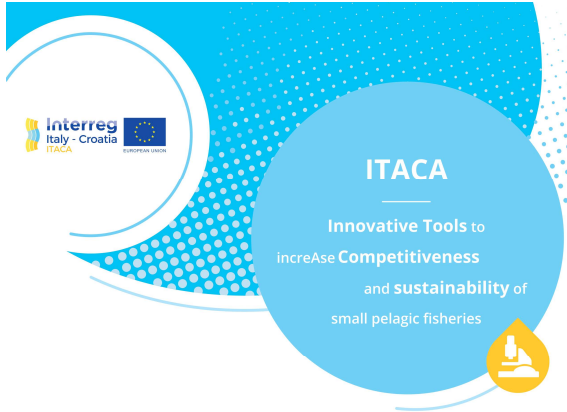 Interreg
Italy - Croatia
ITACA
EUROPEAN UNION
ITACA
Innovative Tools to
increAse Competitiveness
and sustainability of
small pelagic fisheries